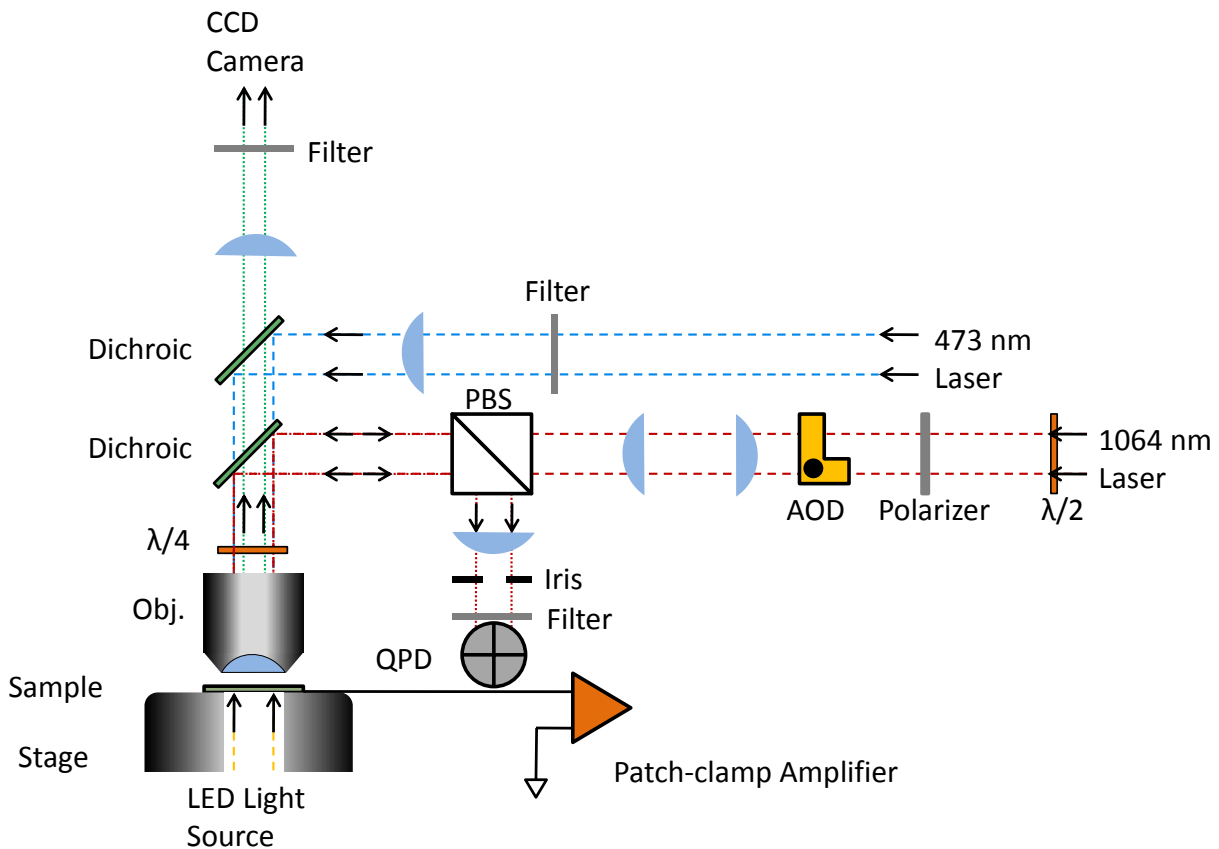 CCD
Camera
Filter
Filter
473 nm
Laser
Dichroic
PBS
Dichroic
1064 nm
Laser
AOD
Polarizer
λ/2
λ/4
Iris
Obj.
Filter
QPD
Sample
Stage
Patch-clamp Amplifier
LED Light
Source